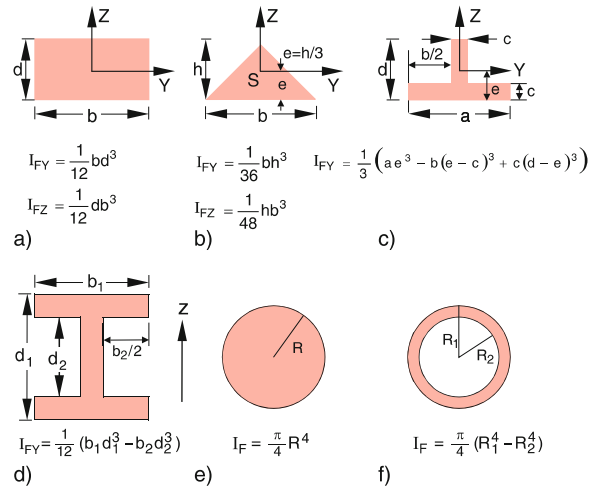 Z
d
Y
b
I_FY = 1/12 bd³
I_FZ = 1/12 db³
a)
Z
e=h/3
h
S
e
Y
b
I_FY = 1/36 bh³
I_FZ = 1/48 hb³
b)
Z
c
b/2
d
Y
e
c
a
I_FY = 1/3 (ae³ − b(e − c)³ + c(d − e)³)
c)
b₁
d₁
d₂
b₂/2
z
I_FY = 1/12 (b₁d₁³ − b₂d₂³)
d)
R
I_F = π/4 R⁴
e)
R₁
R₂
I_F = π/4 (R₁⁴ − R₂⁴)
f)